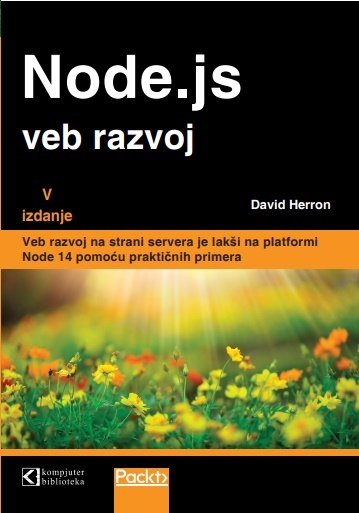 Node.js
veb razvoj
V
izdanje
David Herron
Veb razvoj na strani servera je lakši na platformi
Node 14 pomoću praktičnih primera
kompjuter
biblioteka
Packt>